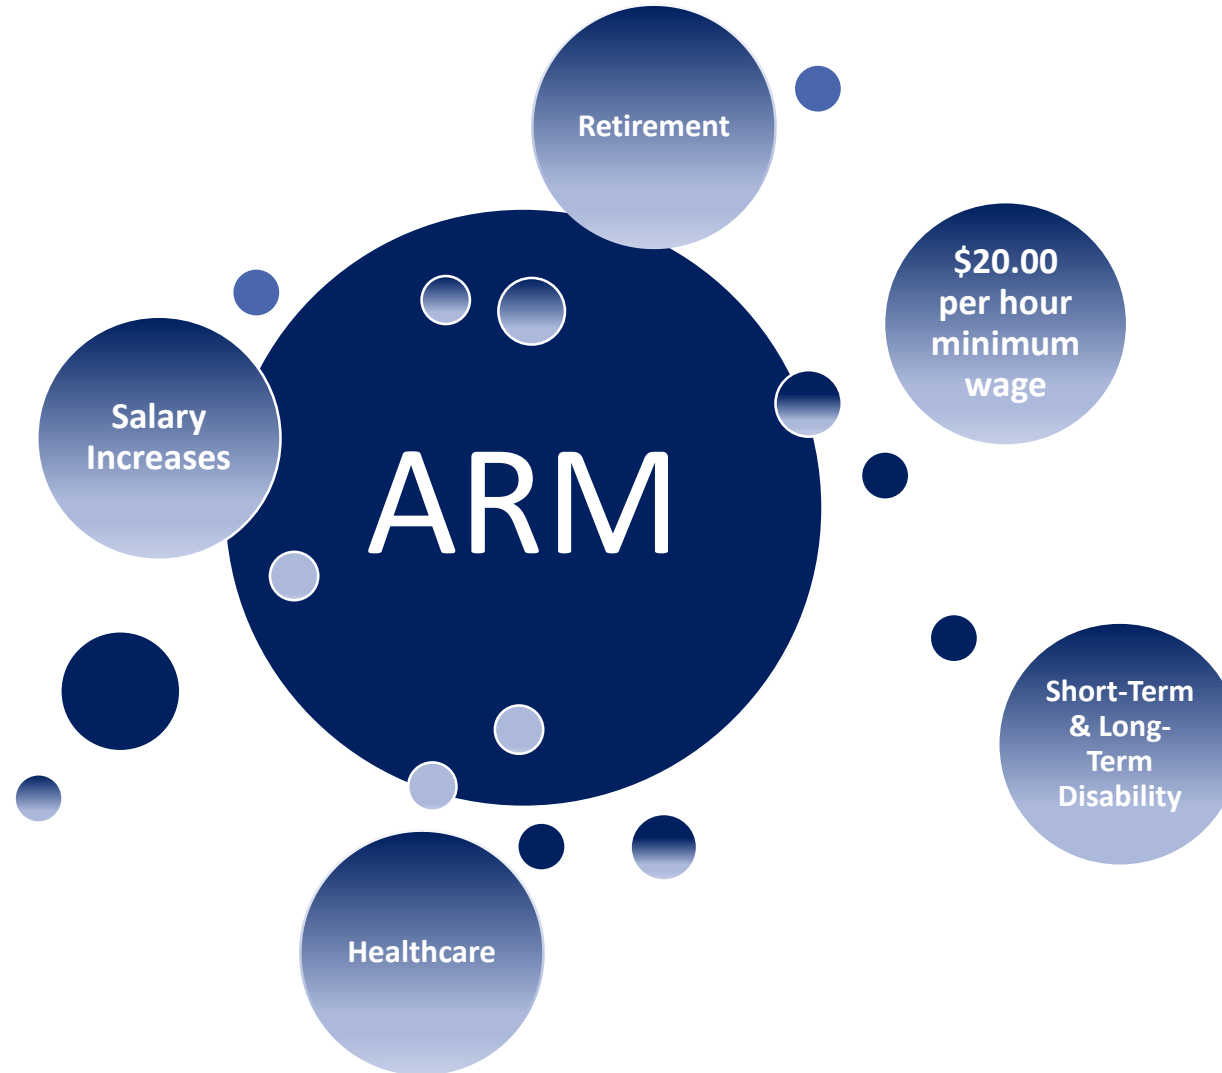 Retirement
$20.00
per hour
minimum
wage
Salary
Increases
ARM
Short-Term
& Long-
Term
Disability
Healthcare